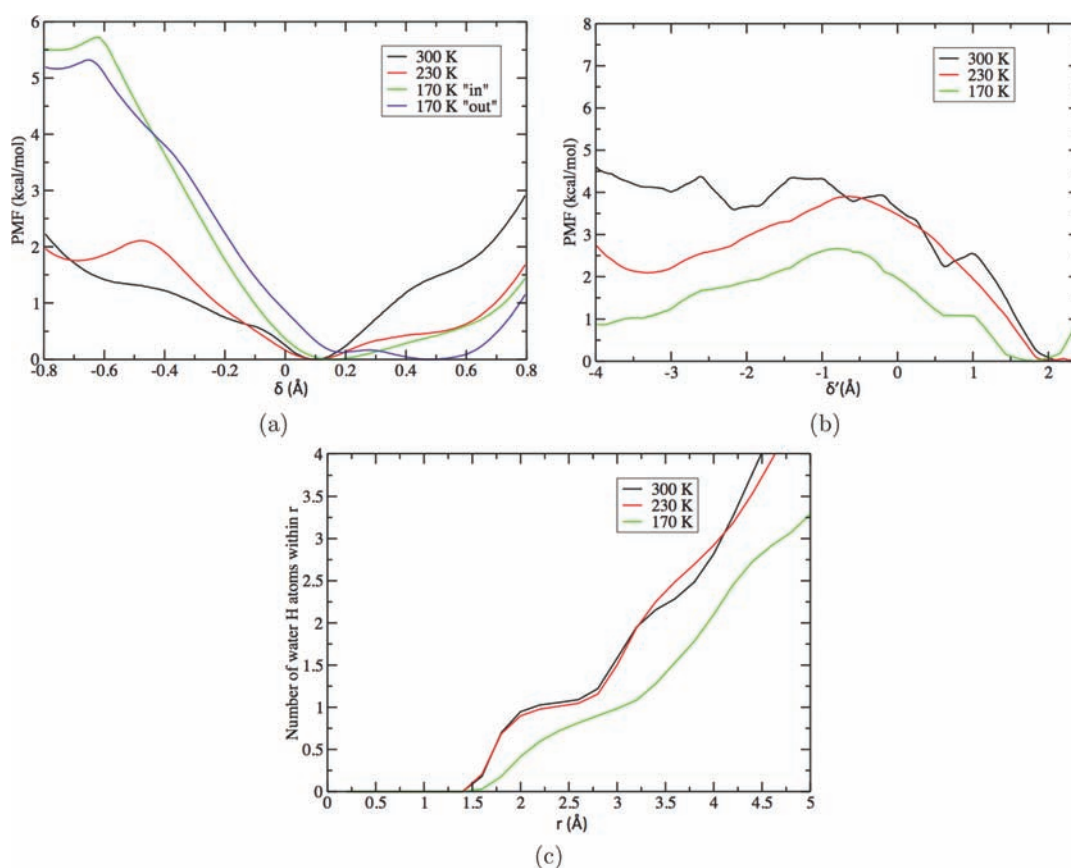 6
5
4
3
2
1
0
PMF (kcal/mol)
300 K
230 K
170 K "in"
170 K "out"
-0.8 -0.6 -0.4 -0.2 0 0.2 0.4 0.6 0.8
δ (Å)
(a)
8
7
6
5
4
3
2
1
0
PMF (kcal/mol)
300 K
230 K
170 K
-4 -3 -2 -1 0 1 2
δ'(Å)
(b)
4
3.5
3
2.5
2
1.5
1
0.5
0
Number of water H atoms within r
300 K
230 K
170 K
0 0.5 1 1.5 2 2.5 3 3.5 4 4.5 5
r (Å)
(c)